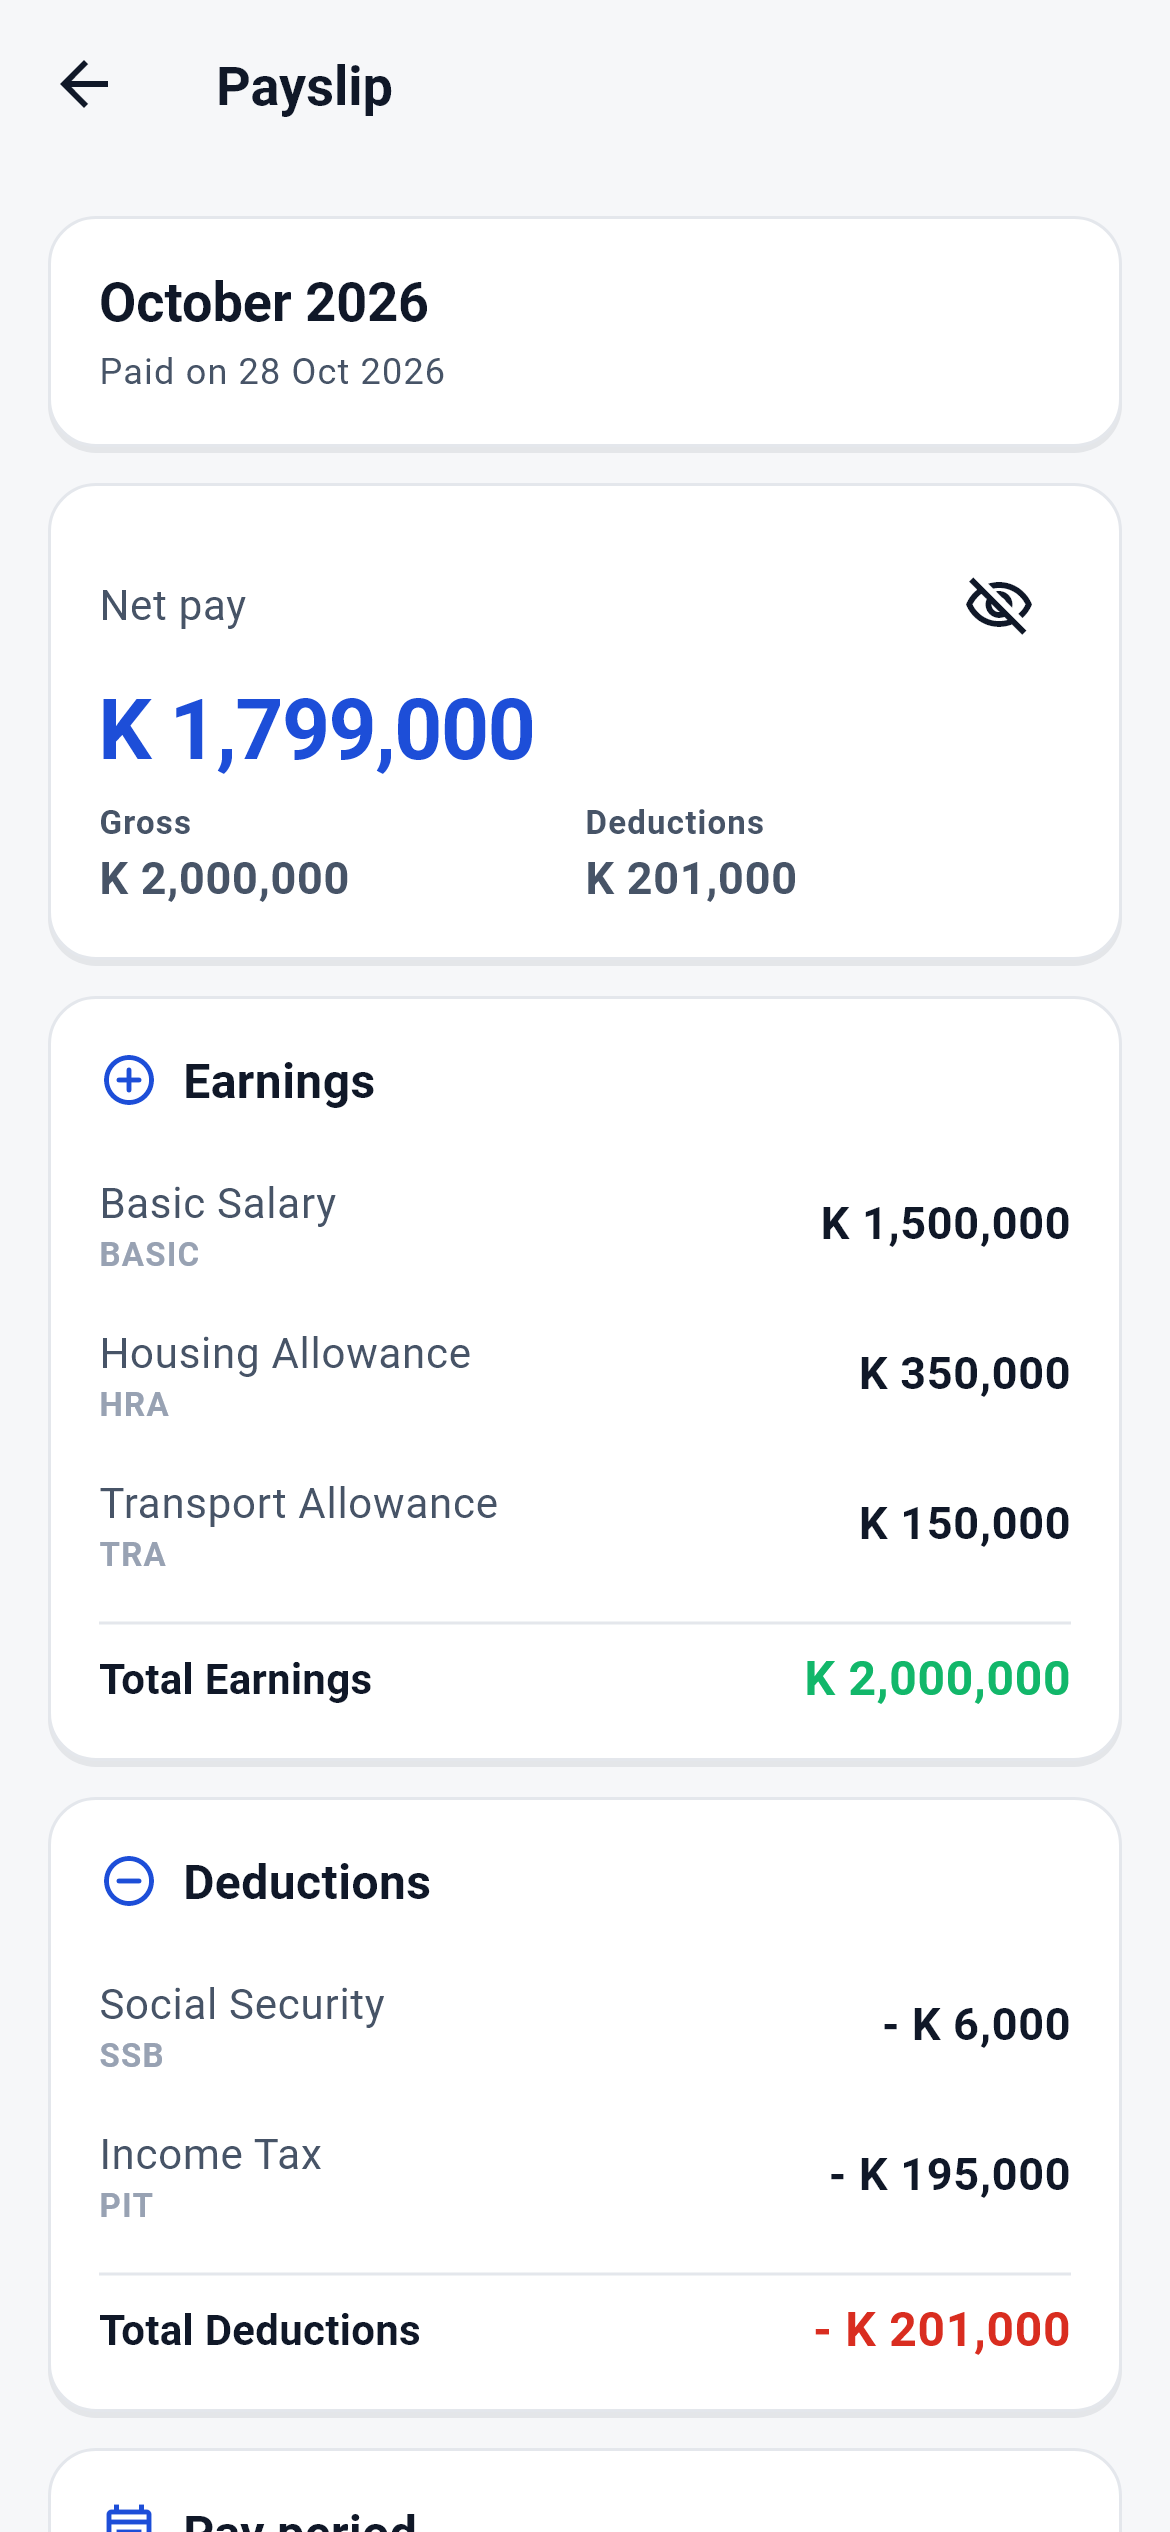 Payslip
October 2026
Paid on 28 Oct 2026
Net pay
K 1,799,000
Gross
Deductions
K 2,000,000
K 201,000
Earnings
Basic Salary
BASIC
K 1,500,000
Housing Allowance
HRA
K 350,000
Transport Allowance
TRA
K 150,000
Total Earnings
K 2,000,000
Deductions
Social Security
SSB
- K 6,000
Income Tax
PIT
- K 195,000
Total Deductions
- K 201,000
Pay period